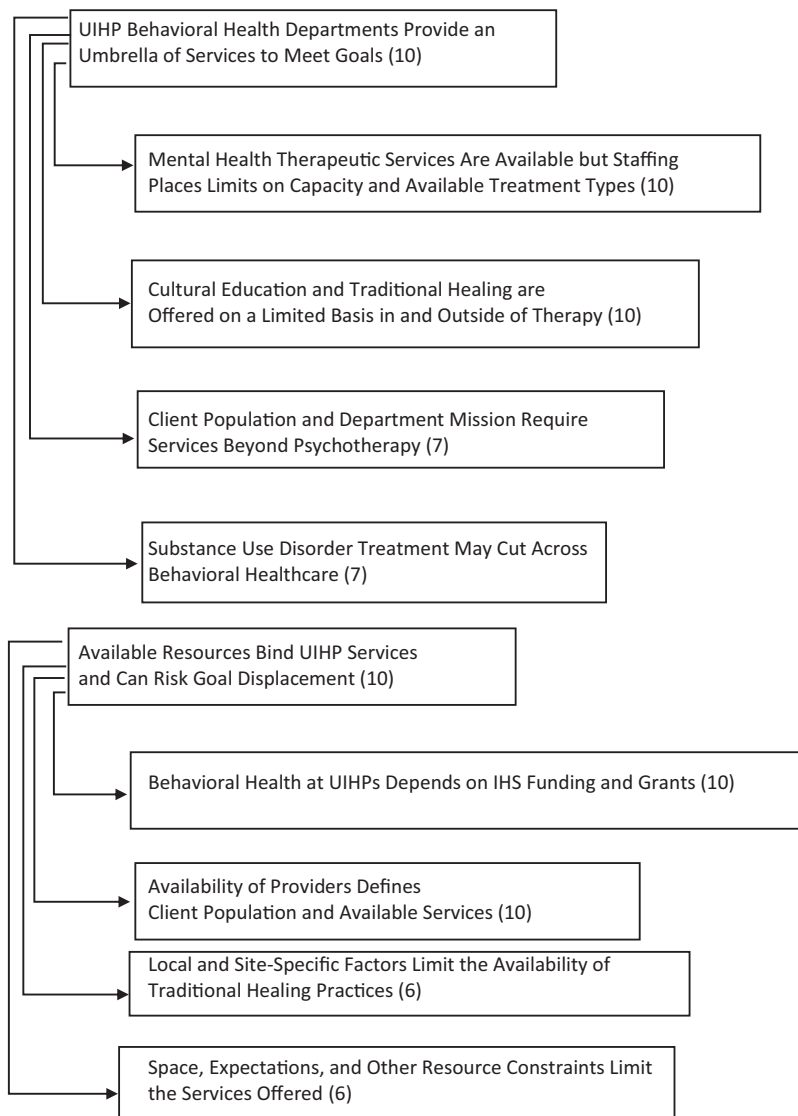 UIHP Behavioral Health Departments Provide an
Umbrella of Services to Meet Goals (10)
Mental Health Therapeutic Services Are Available but Staffing
Places Limits on Capacity and Available Treatment Types (10)
Cultural Education and Traditional Healing are
Offered on a Limited Basis in and Outside of Therapy (10)
Client Population and Department Mission Require
Services Beyond Psychotherapy (7)
Substance Use Disorder Treatment May Cut Across
Behavioral Healthcare (7)
Available Resources Bind UIHP Services
and Can Risk Goal Displacement (10)
Behavioral Health at UIHPs Depends on IHS Funding and Grants (10)
Availability of Providers Defines
Client Population and Available Services (10)
Local and Site-Specific Factors Limit the Availability of
Traditional Healing Practices (6)
Space, Expectations, and Other Resource Constraints Limit
the Services Offered (6)